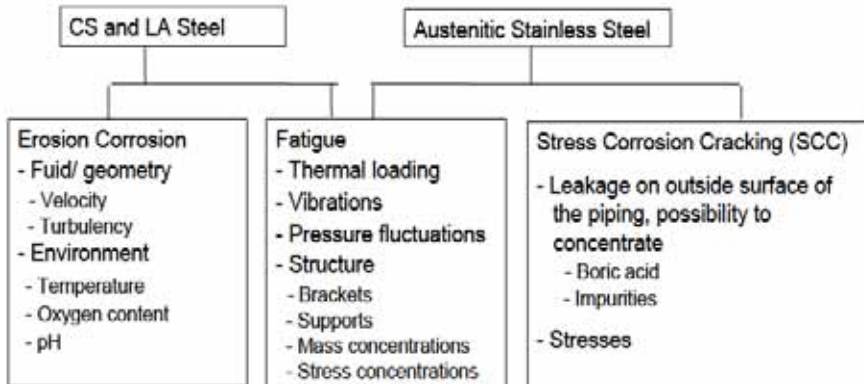 CS and LA Steel
Austenitic Stainless Steel
Erosion Corrosion
- Fuid/ geometry
- Velocity
- Turbulency
- Environment
- Temperature
- Oxygen content
- pH
Fatigue
- Thermal loading
- Vibrations
- Pressure fluctuations
- Structure
- Brackets
- Supports
- Mass concentrations
- Stress concentrations
Stress Corrosion Cracking (SCC)
- Leakage on outside surface of
the piping, possibility to
concentrate
- Boric acid
- Impurities
- Stresses